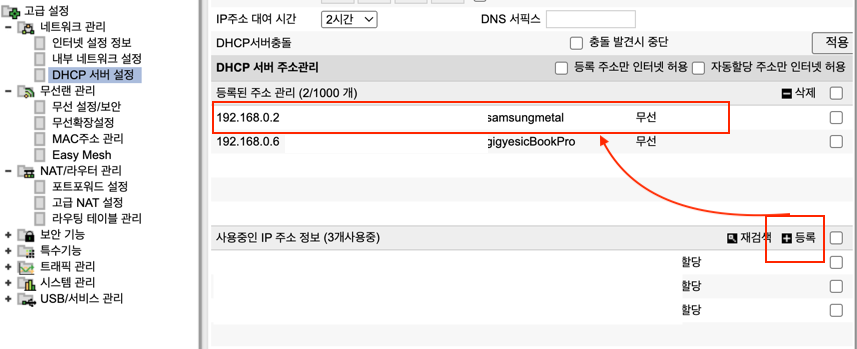 고급 설정
네트워크 관리
인터넷 설정 정보
내부 네트워크 설정
DHCP 서버 설정
무선랜 관리
무선 설정/보안
무선확장설정
MAC주소 관리
Easy Mesh
NAT/라우터 관리
포트포워드 설정
고급 NAT 설정
라우팅 테이블 관리
보안 기능
특수기능
트래픽 관리
시스템 관리
USB/서비스 관리
IP주소 대여 시간 2시간 DNS 서픽스
DHCP서버충돌 충돌 발견시 중단 적용
DHCP 서버 주소관리 등록 주소만 인터넷 허용 자동할당 주소만 인터넷 허용
등록된 주소 관리 (2/1000 개) 삭제
192.168.0.2 samsungmetal 무선
192.168.0.6 gigyesicBookPro 무선
사용중인 IP 주소 정보 (3개사용중) 재검색 등록
할당
할당
할당